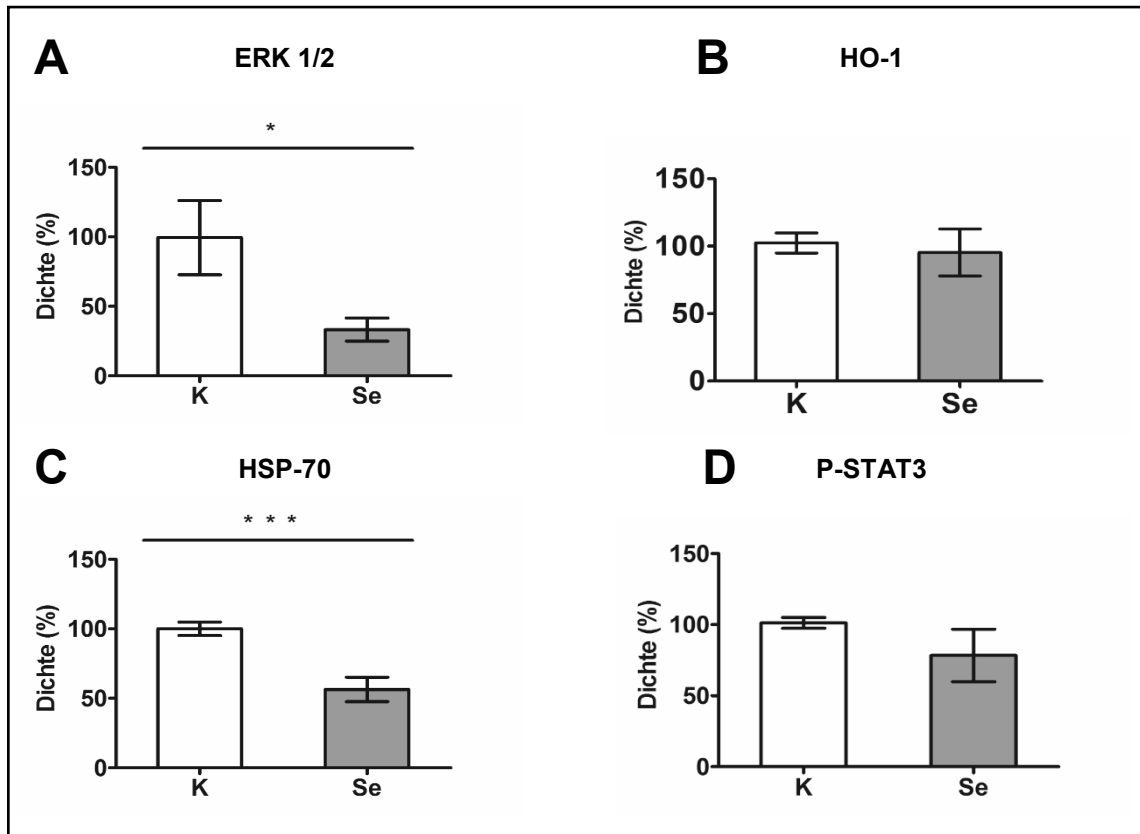 A
ERK 1/2
*
150
100
50
0
Dichte (%)
K Se
B
HO-1
150
100
50
0
Dichte (%)
K Se
C
HSP-70
* * *
150
100
50
0
Dichte (%)
K Se
D
P-STAT3
150
100
50
0
Dichte (%)
K Se